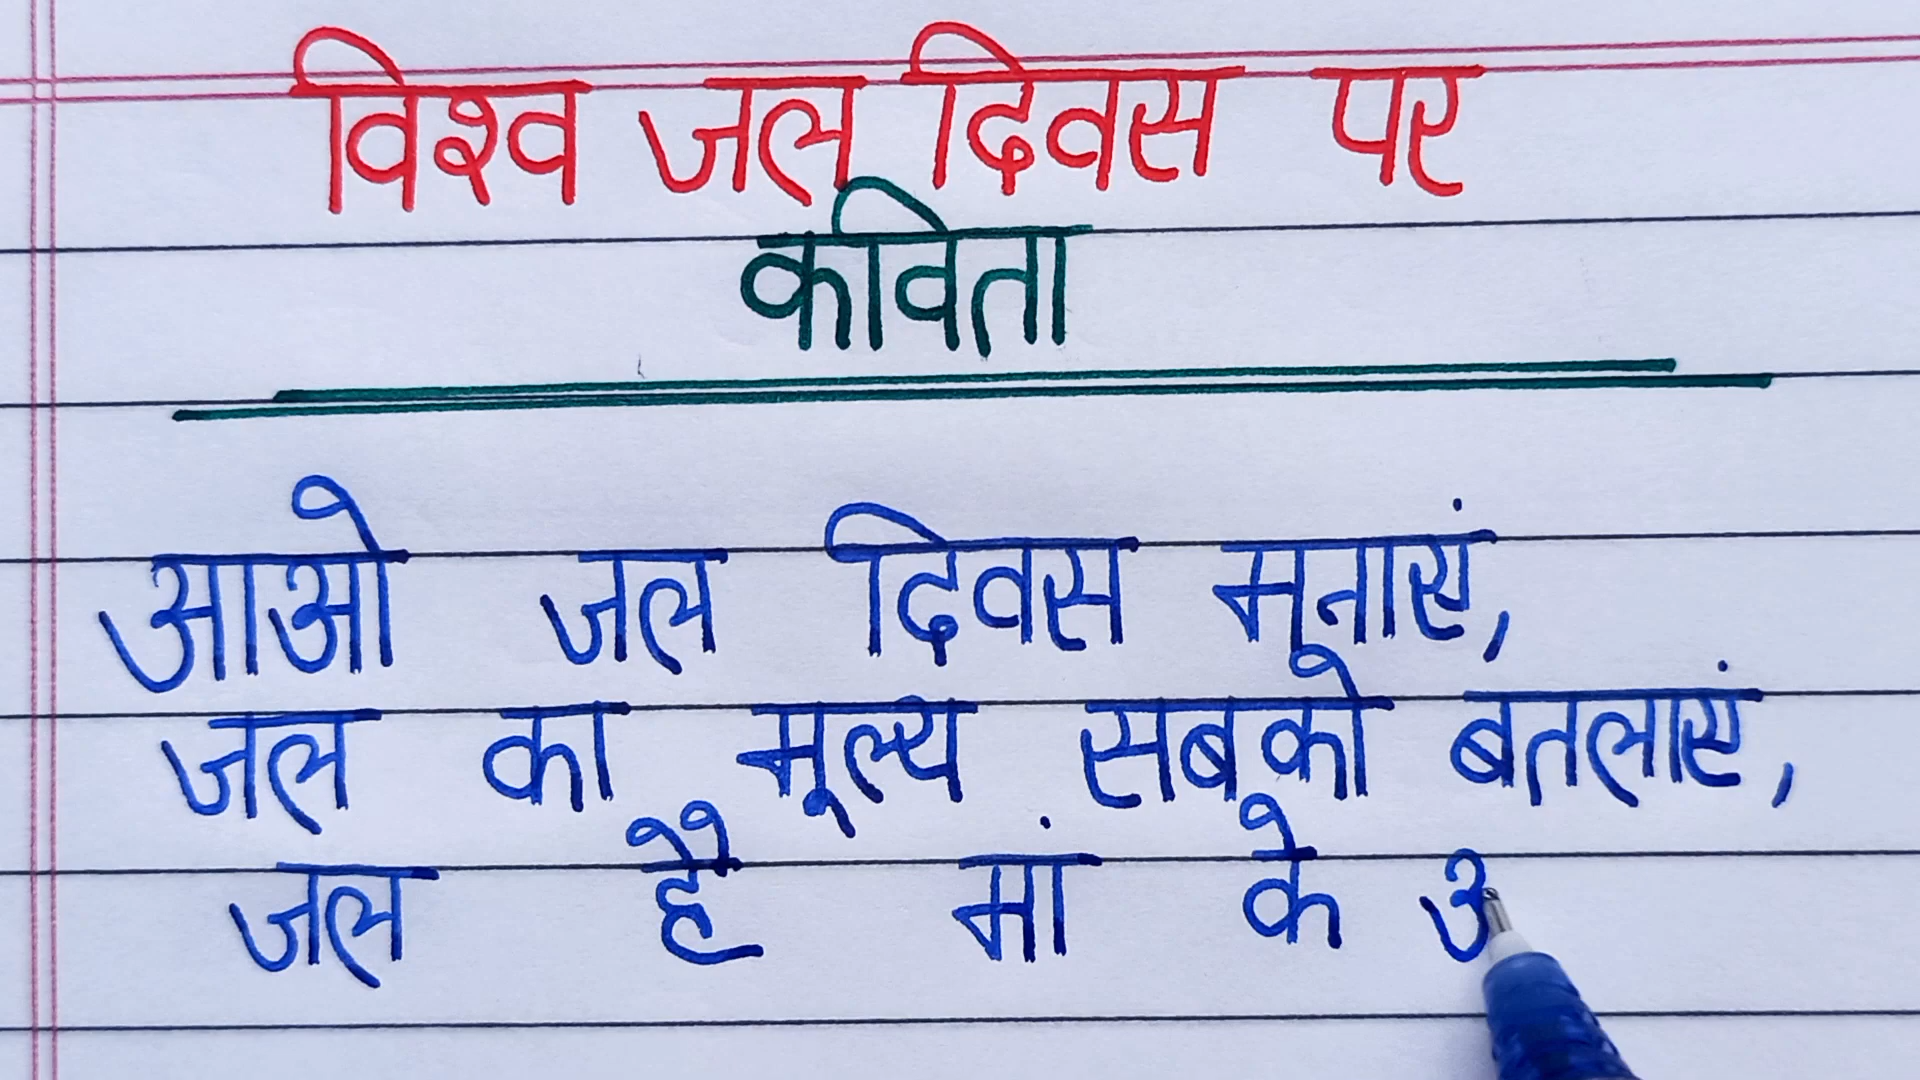 विश्व जल दिवस पर
कविता
आओ जल दिवस मनाएं,
जल का मूल्य सबको बतलाएं,
जल है मां के